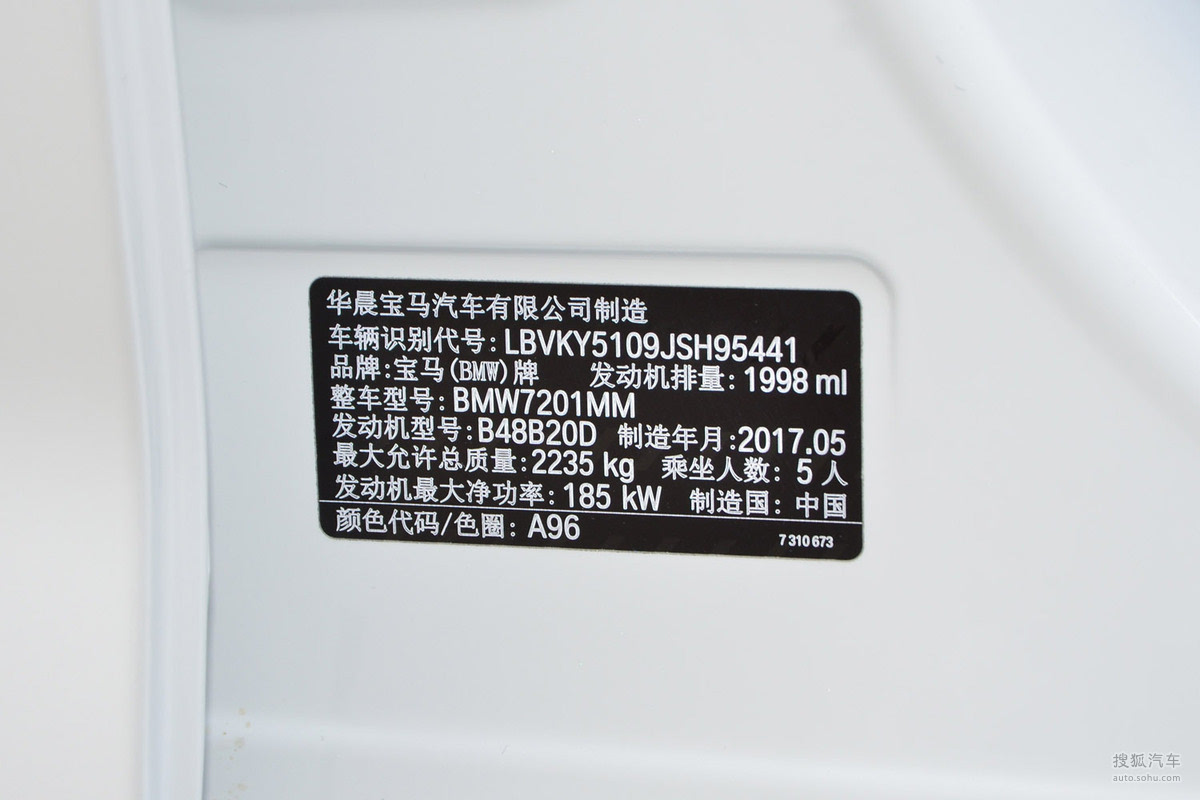 华晨宝马汽车有限公司制造
车辆识别代号: LBVKY5109JSH95441
品牌:宝马(BMW)牌 发动机排量: 1998 ml
整车型号: BMW7201MM
发动机型号: B48B20D 制造年月:2017.05
最大允许总质量: 2235 kg 乘坐人数: 5 人
发动机最大净功率: 185 kW 制造国: 中国
颜色代码/色圈: A96 7 310 673
搜狐汽车
auto.sohu.com